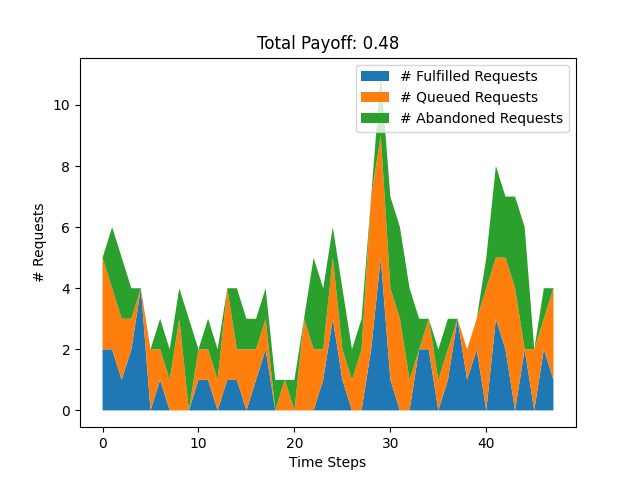 Total Payoff: 0.48
# Fulfilled Requests
# Queued Requests
# Abandoned Requests
# Requests
10
8
6
4
2
0
0 10 20 30 40
Time Steps